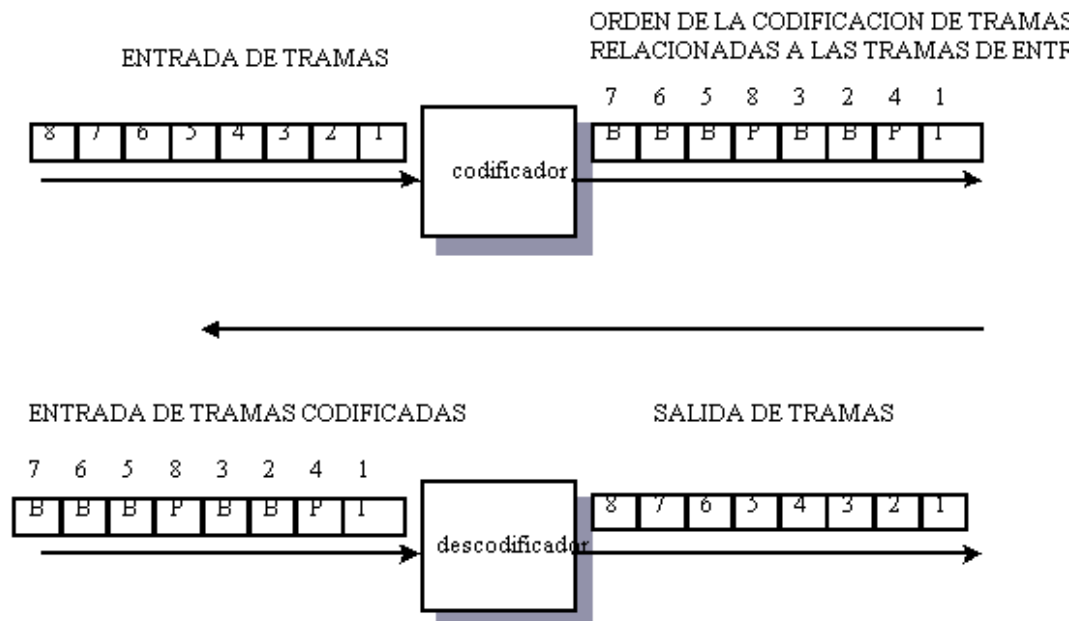 ENTRADA DE TRAMAS
ORDEN DE LA CODIFICACION DE TRAMAS
RELACIONADAS A LAS TRAMAS DE ENTR
7 6 5 8 3 2 4 1
8 7 6 5 4 3 2 1
B B B P B B P I
codificador
ENTRADA DE TRAMAS CODIFICADAS
SALIDA DE TRAMAS
7 6 5 8 3 2 4 1
B B B P B B P I
8 7 6 5 4 3 2 1
descodificador